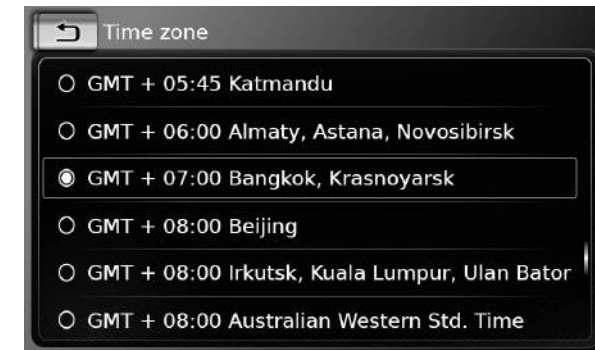 Time zone
GMT + 05:45 Katmandu
GMT + 06:00 Almaty, Astana, Novosibirsk
GMT + 07:00 Bangkok, Krasnoyarsk
GMT + 08:00 Beijing
GMT + 08:00 Irkutsk, Kuala Lumpur, Ulan Bator
GMT + 08:00 Australian Western Std. Time